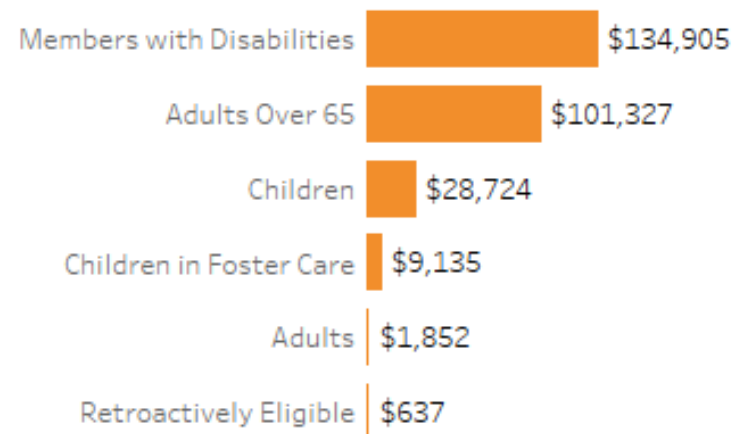 Members with Disabilities $134,905
Adults Over 65 $101,327
Children $28,724
Children in Foster Care $9,135
Adults $1,852
Retroactively Eligible $637